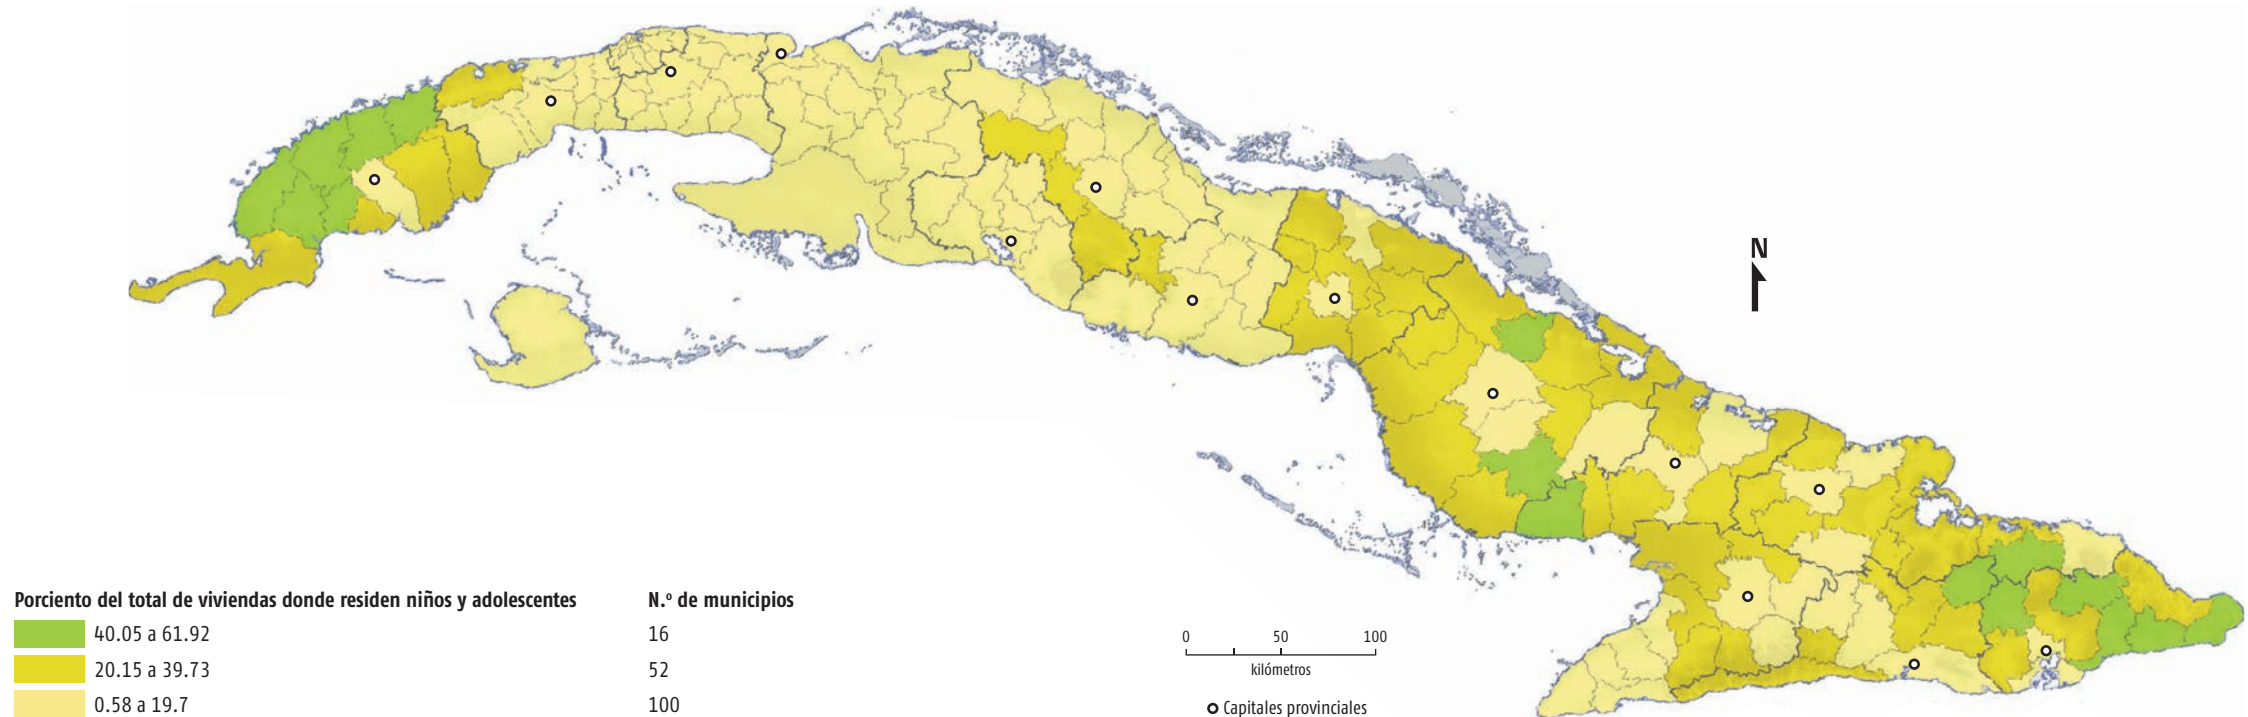 N
Porciento del total de viviendas donde residen niños y adolescentes N.º de municipios
40.05 a 61.92 16
20.15 a 39.73 52
0.58 a 19.7 100
0 50 100
kilómetros
Capitales provinciales